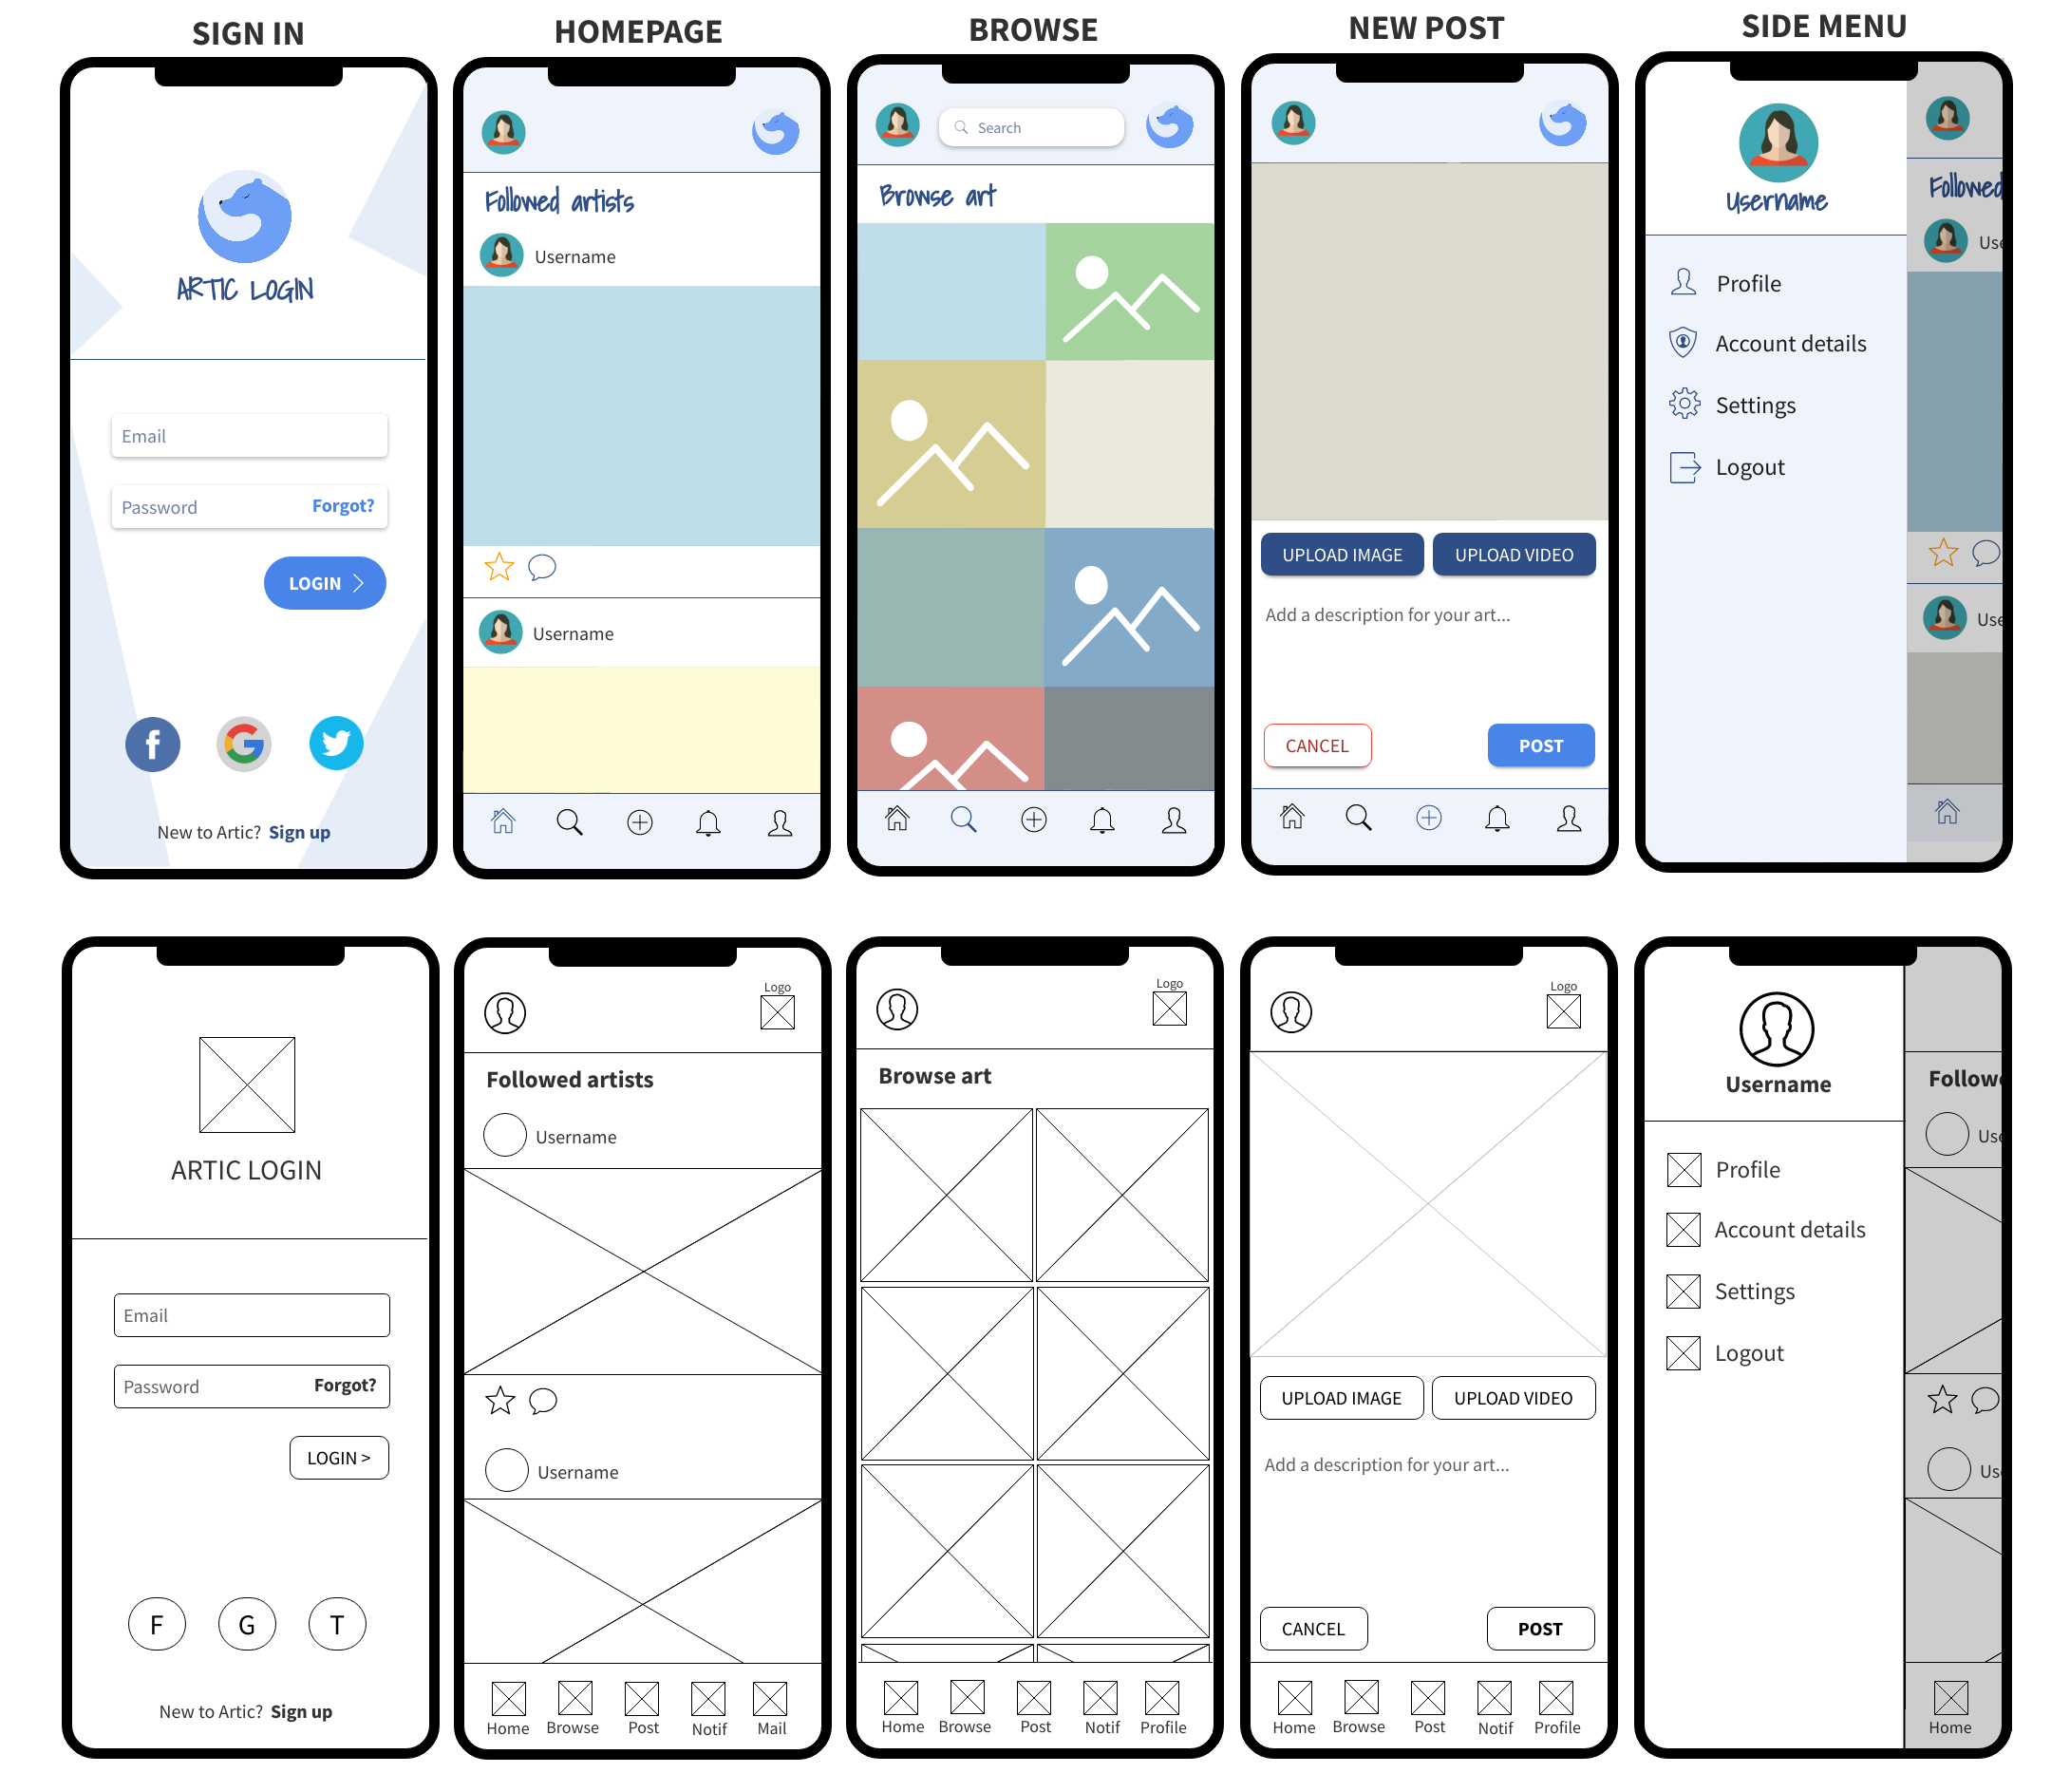 SIGN IN
HOMEPAGE
BROWSE
NEW POST
SIDE MENU
ARTIC LOGIN
Email
Password Forgot?
LOGIN
New to Artic? Sign up
Followed artists
Username
Username
Search
Browse art
UPLOAD IMAGE UPLOAD VIDEO
Add a description for your art...
CANCEL POST
Username
Profile
Account details
Settings
Logout
Followed
Use
Use
ARTIC LOGIN
Email
Password Forgot?
LOGIN >
F G T
New to Artic? Sign up
Logo
Followed artists
Username
Username
Home Browse Post Notif Mail
Logo
Browse art
Home Browse Post Notif Profile
Logo
UPLOAD IMAGE UPLOAD VIDEO
Add a description for your art...
CANCEL POST
Home Browse Post Notif Profile
Username
Profile
Account details
Settings
Logout
Follow
Use
Us
Home